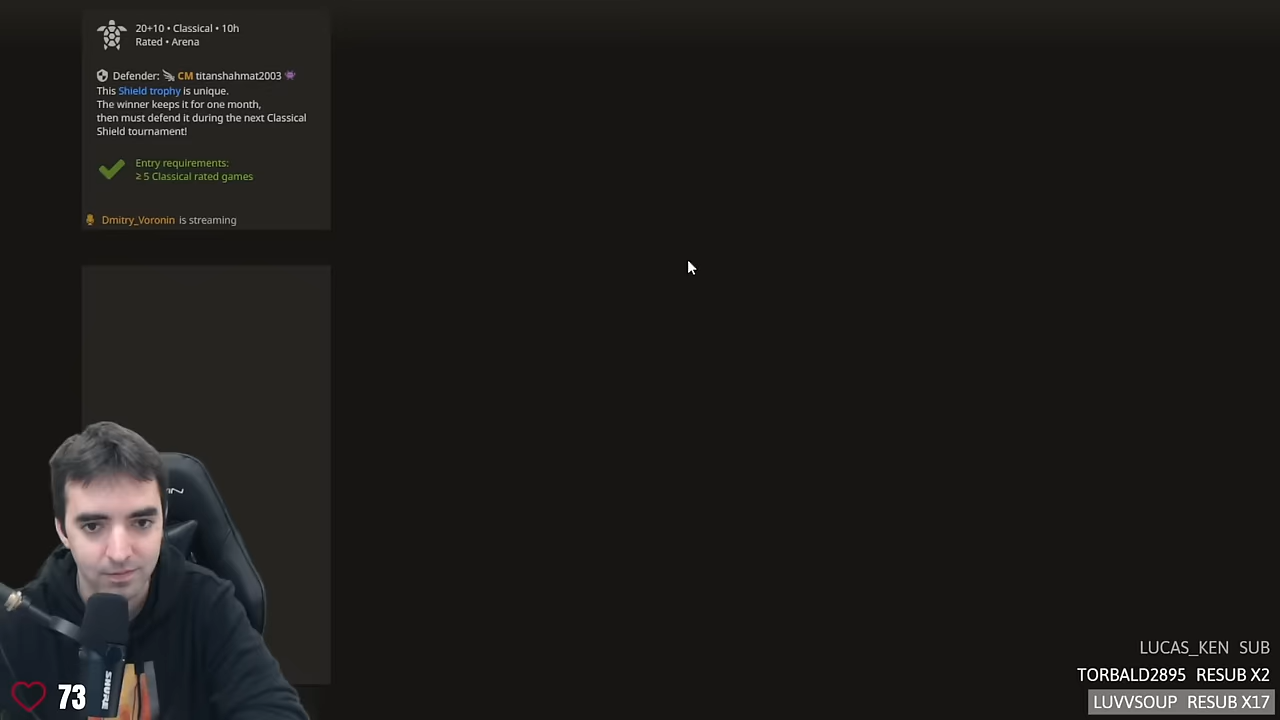 20+10 • Classical • 10h
Rated • Arena
Defender: CM titanshahmat2003
This Shield trophy is unique.
The winner keeps it for one month,
then must defend it during the next Classical
Shield tournament!
Entry requirements:
≥ 5 Classical rated games
Dmitry_Voronin is streaming
SHURE
73
LUCAS_KEN SUB
TORBALD2895 RESUB X2
LUVVSOUP RESUB X17